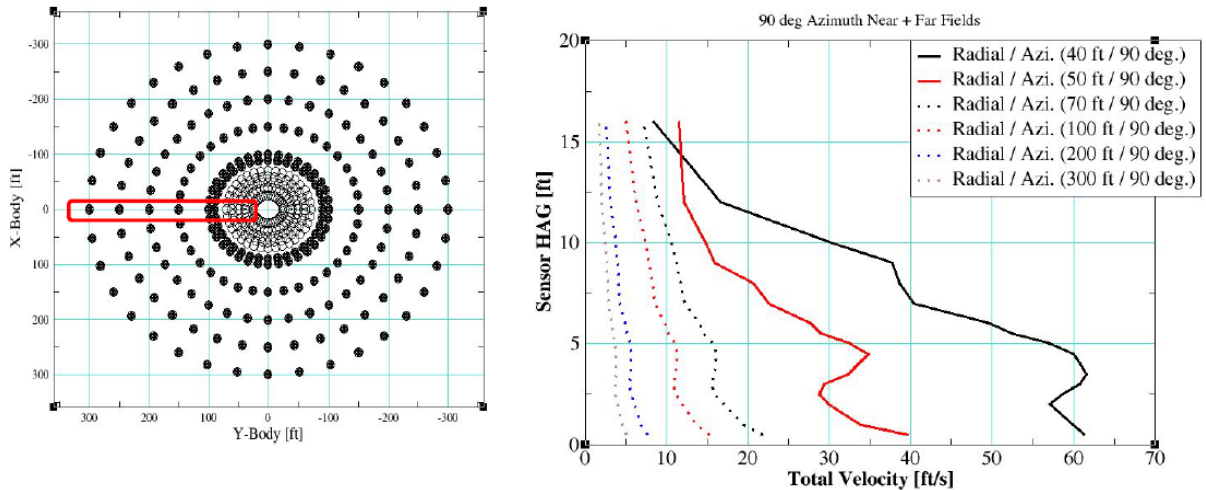 -300
-200
-100
0
100
200
300
X-Body [ft]
300 200 100 0 -100 -200 -300
Y-Body [ft]
90 deg Azimuth Near + Far Fields
20
15
10
5
0
Sensor HAG [ft]
Radial / Azi. (40 ft / 90 deg.)
Radial / Azi. (50 ft / 90 deg.)
Radial / Azi. (70 ft / 90 deg.)
Radial / Azi. (100 ft / 90 deg.)
Radial / Azi. (200 ft / 90 deg.)
Radial / Azi. (300 ft / 90 deg.)
0 10 20 30 40 50 60 70
Total Velocity [ft/s]